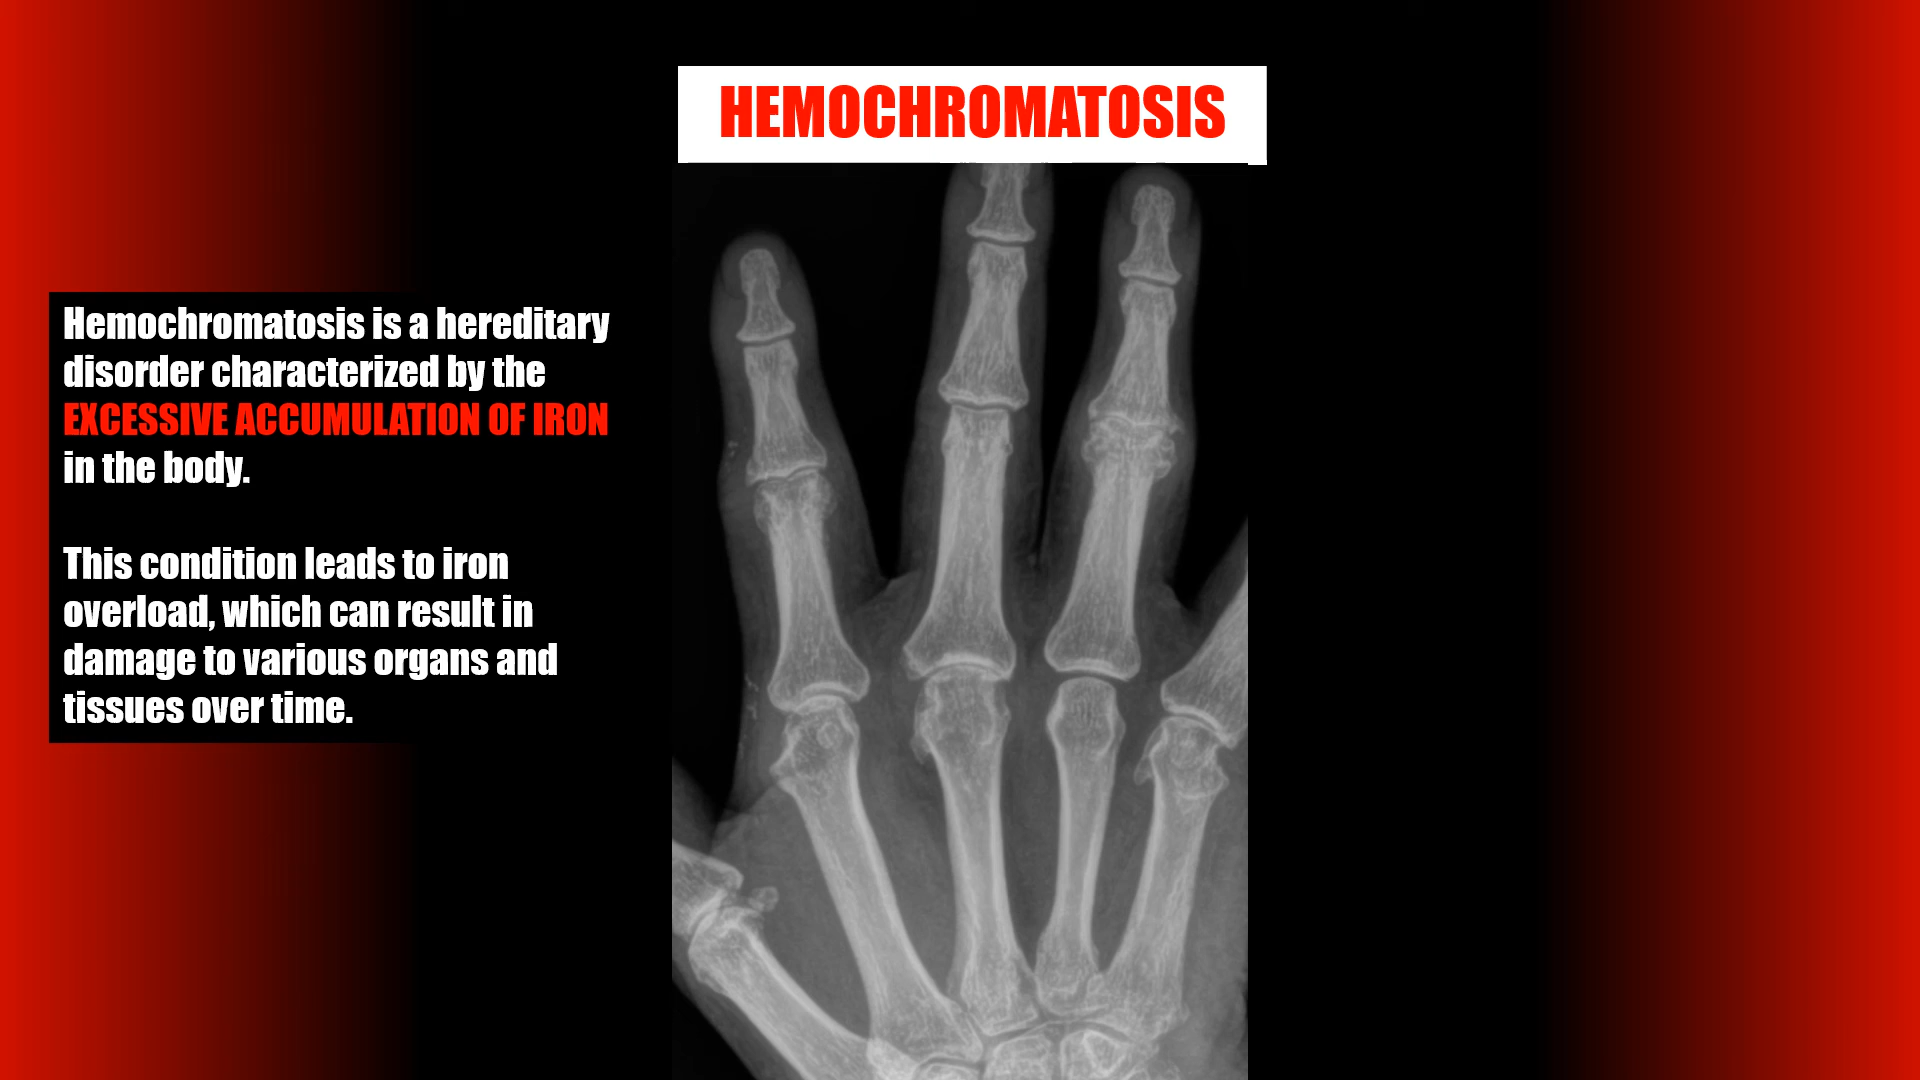 HEMOCHROMATOSIS
Hemochromatosis is a hereditary
disorder characterized by the
EXCESSIVE ACCUMULATION OF IRON
in the body.
This condition leads to iron
overload, which can result in
damage to various organs and
tissues over time.